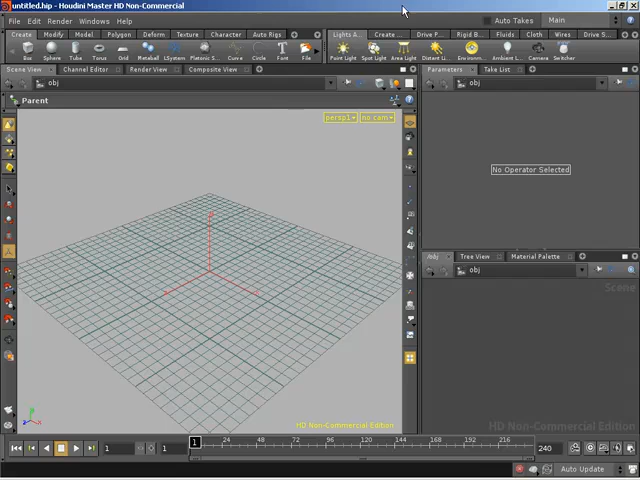 untitled.hip - Houdini Master HD Non-Commercial
File Edit Render Windows Help Auto Takes Main
Create Modify Model Deform Texture Character Lights A... Create ... Drive P... Rigid B... Fluids Cloth Wires Drive S...
Box Sphere Tube Torus Grid Metaball LSystem Platonic S... Curve Circle Font Point Light Spot Light Area Light Distant L... Environm... Ambient L... Camera Switcher
Scene View Channel Editor Render View Composite View Parameters Take List
obj obj
Parent
persp1 no cam
No Operator Selected
/obj Tree View Material Palette
obj
Scene
HD Non-Commercial Edition HD Non-Commercial Edition
1 1 1 24 48 72 96 120 144 168 192 216 240
Auto Update